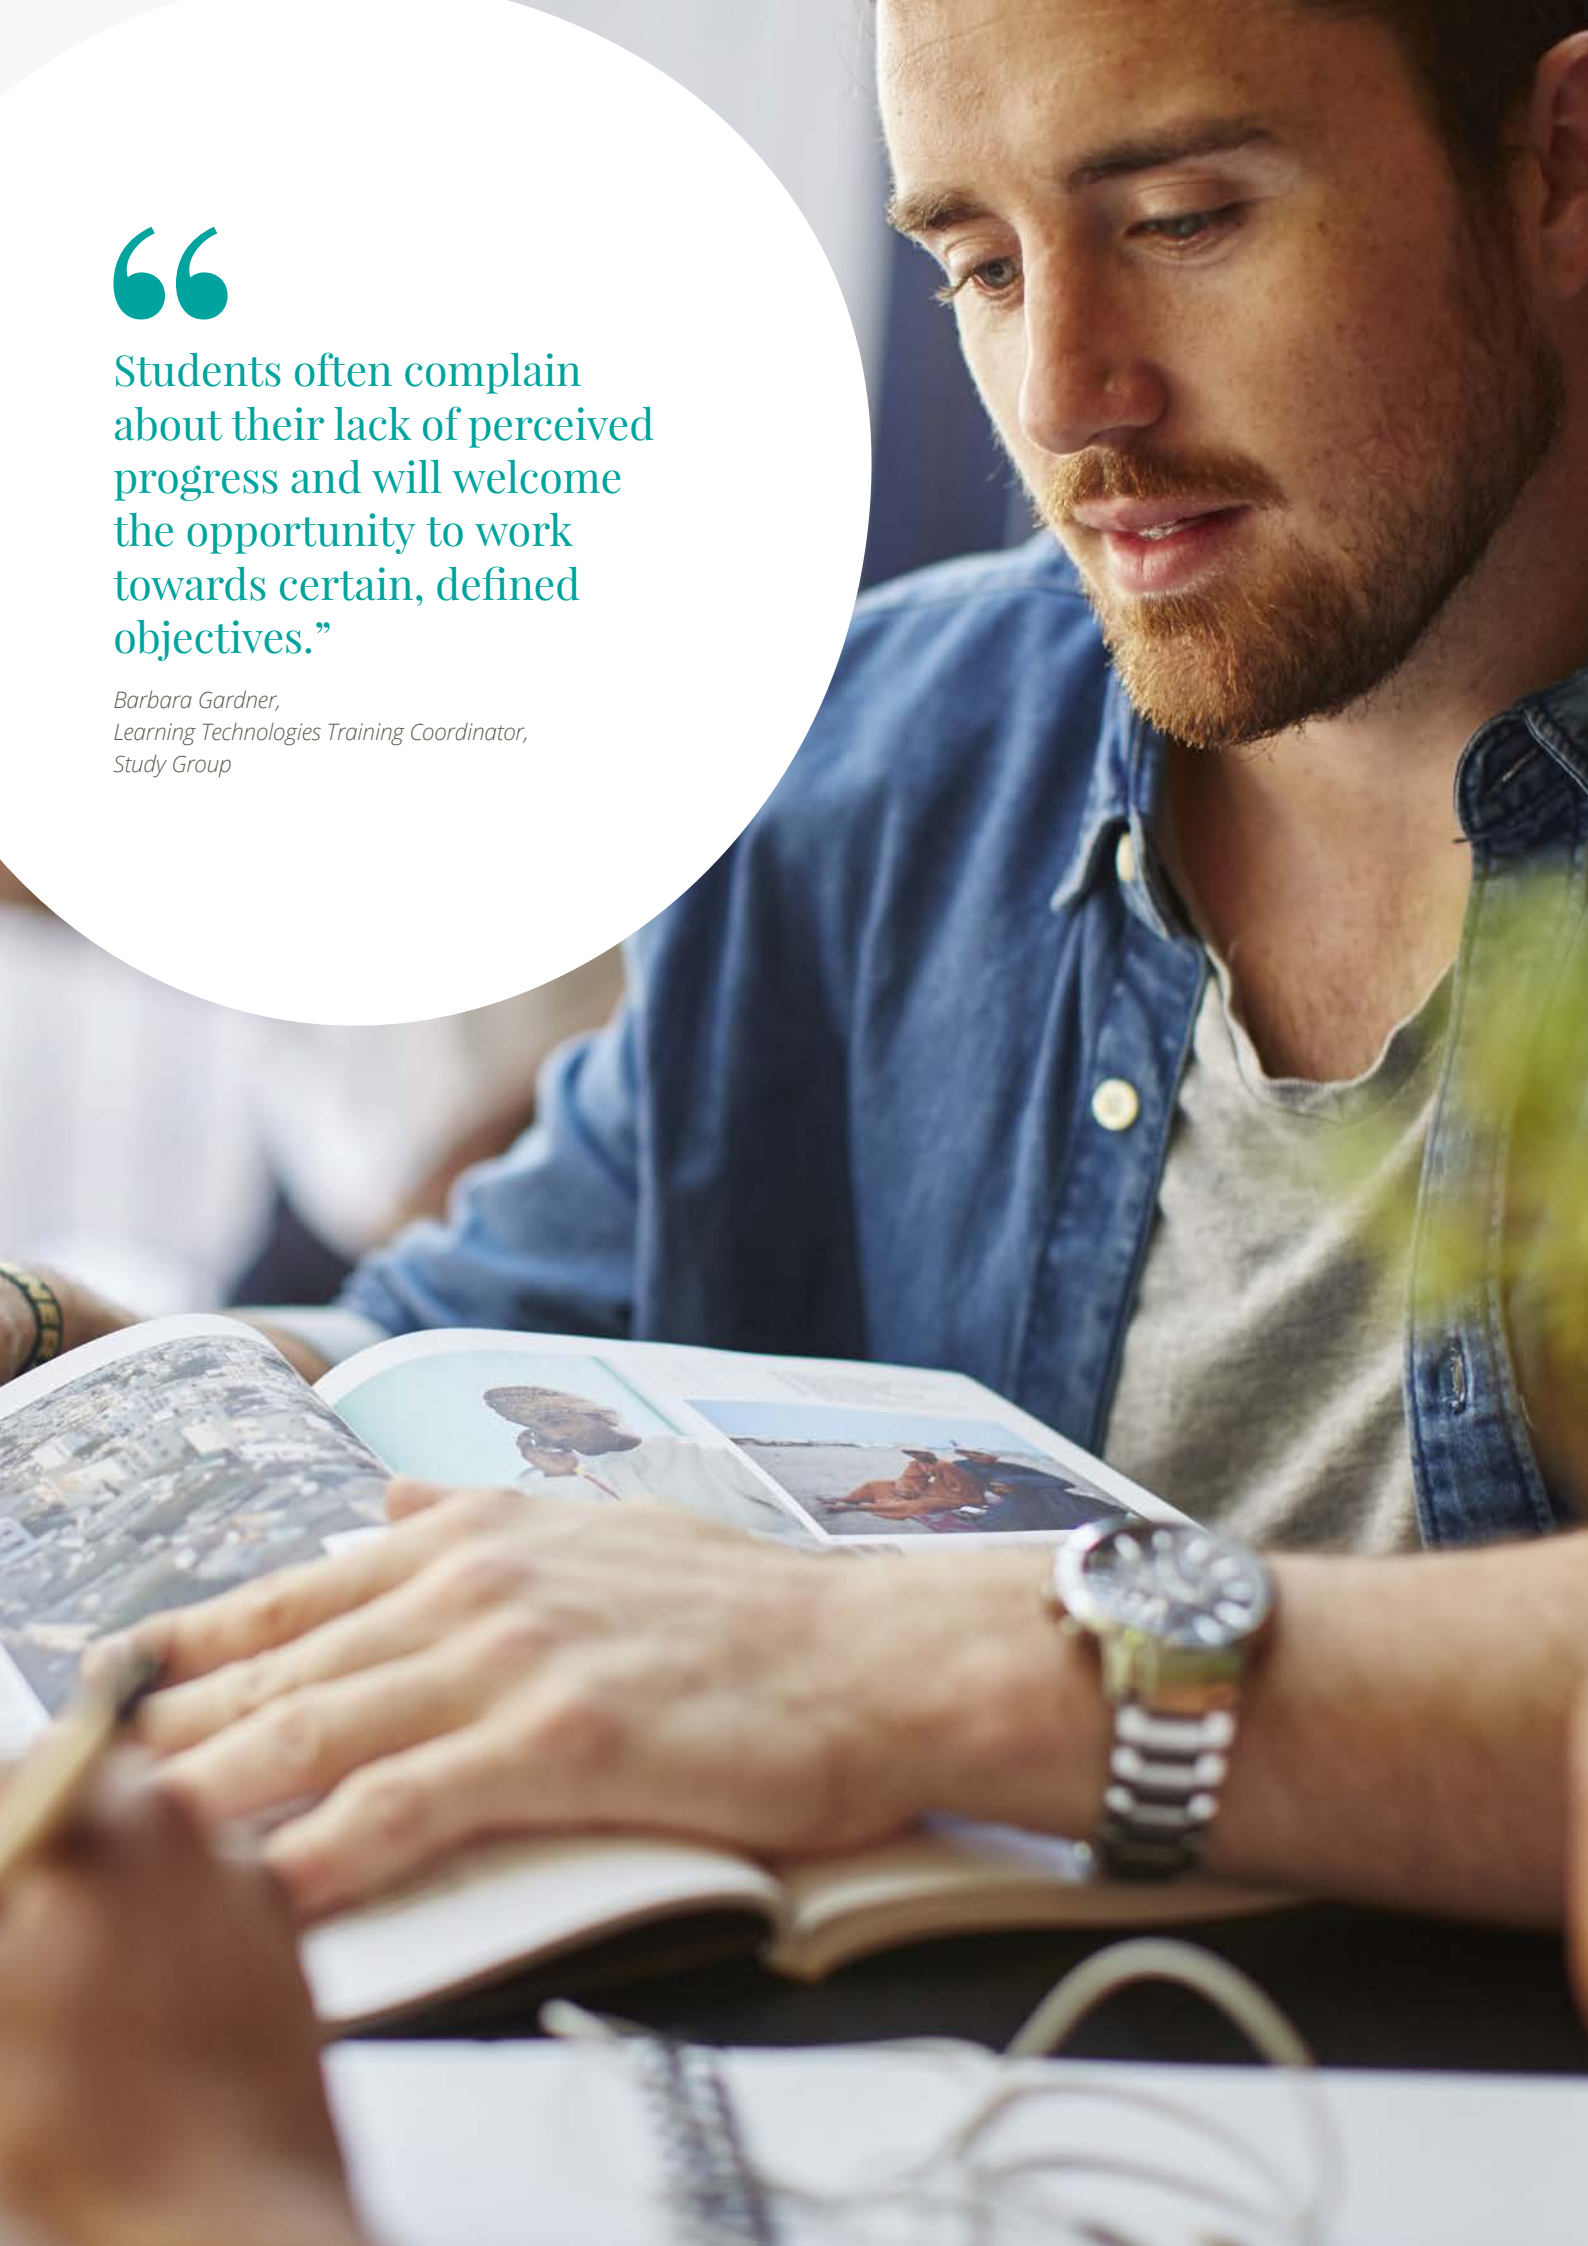 “
Students often complain
about their lack of perceived
progress and will welcome
the opportunity to work
towards certain, defined
objectives.”
Barbara Gardner,
Learning Technologies Training Coordinator,
Study Group